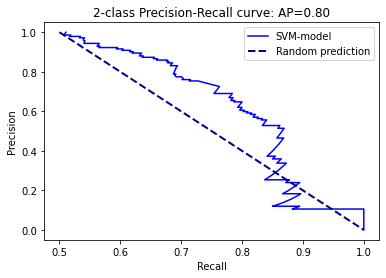 2-class Precision-Recall curve: AP=0.80
SVM-model
Random prediction
Precision
1.0
0.8
0.6
0.4
0.2
0.0
0.5 0.6 0.7 0.8 0.9 1.0
Recall